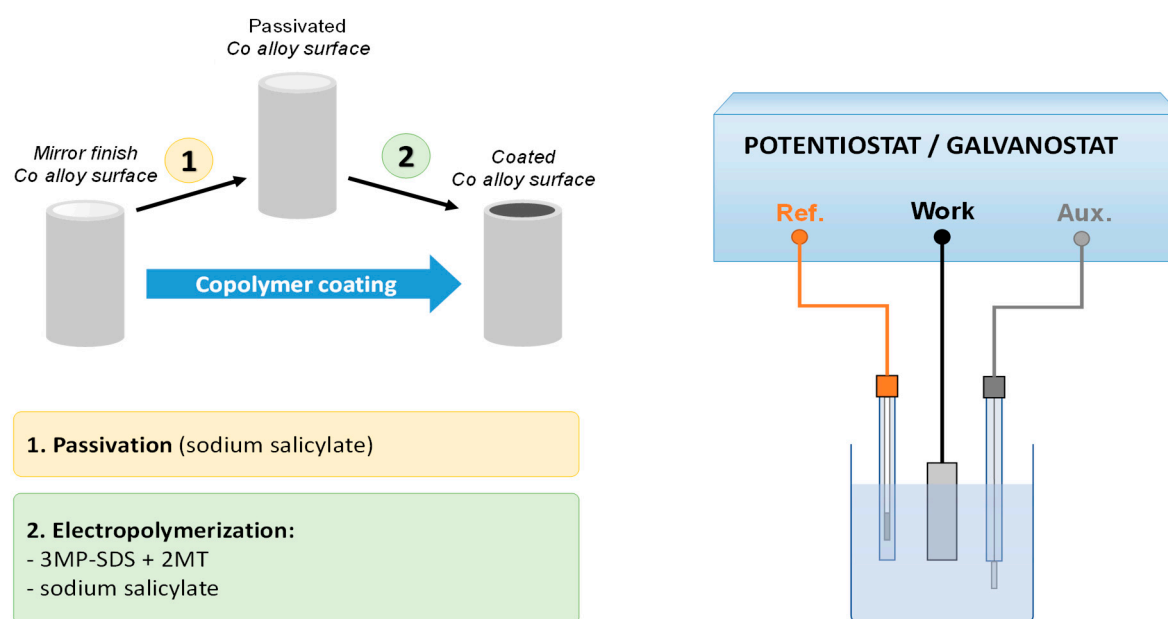 Passivated
Co alloy surface
Mirror finish
Co alloy surface
1
2
Coated
Co alloy surface
Copolymer coating
1. Passivation (sodium salicylate)
2. Electropolymerization:
- 3MP-SDS + 2MT
- sodium salicylate
POTENTIOSTAT / GALVANOSTAT
Ref.
Work
Aux.